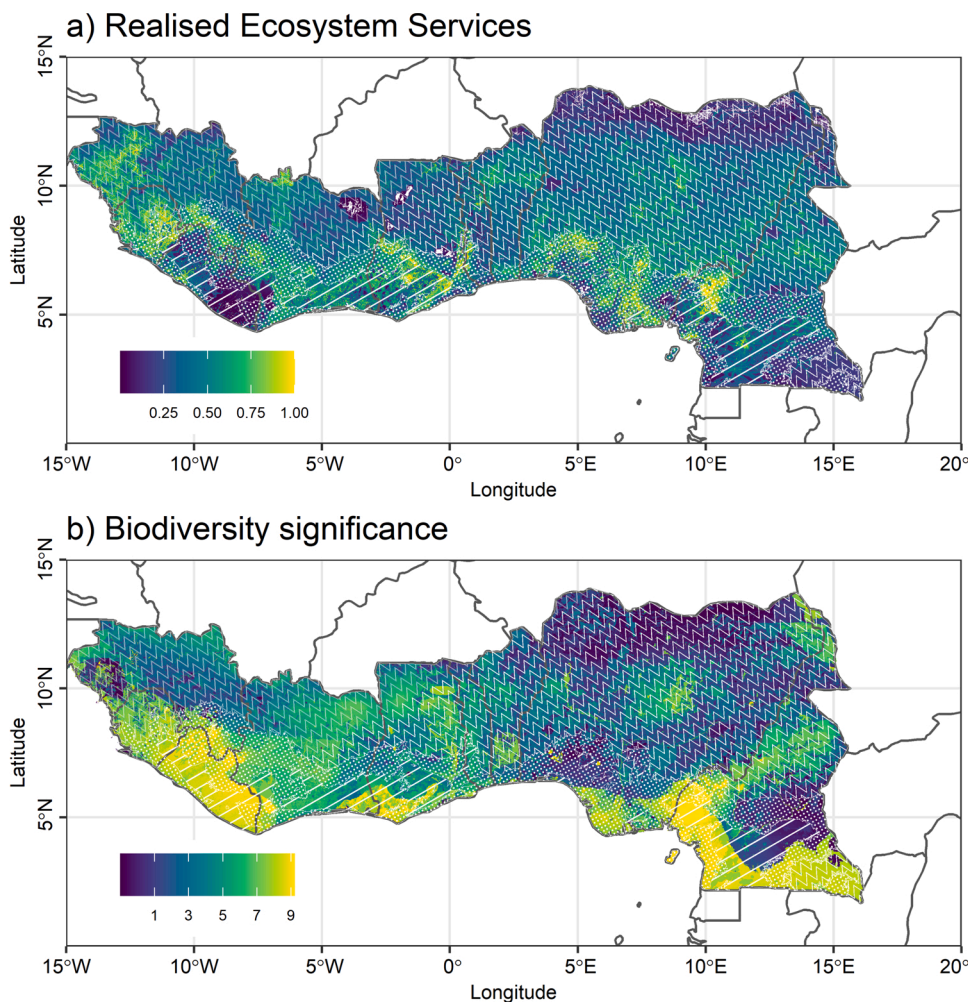 a) Realised Ecosystem Services
15°N
10°N
5°N
Latitude
0.25 0.50 0.75 1.00
15°W 10°W 5°W 0° 5°E 10°E 15°E 20°
Longitude
b) Biodiversity significance
15°N
10°N
5°N
Latitude
1 3 5 7 9
15°W 10°W 5°W 0° 5°E 10°E 15°E 20°
Longitude